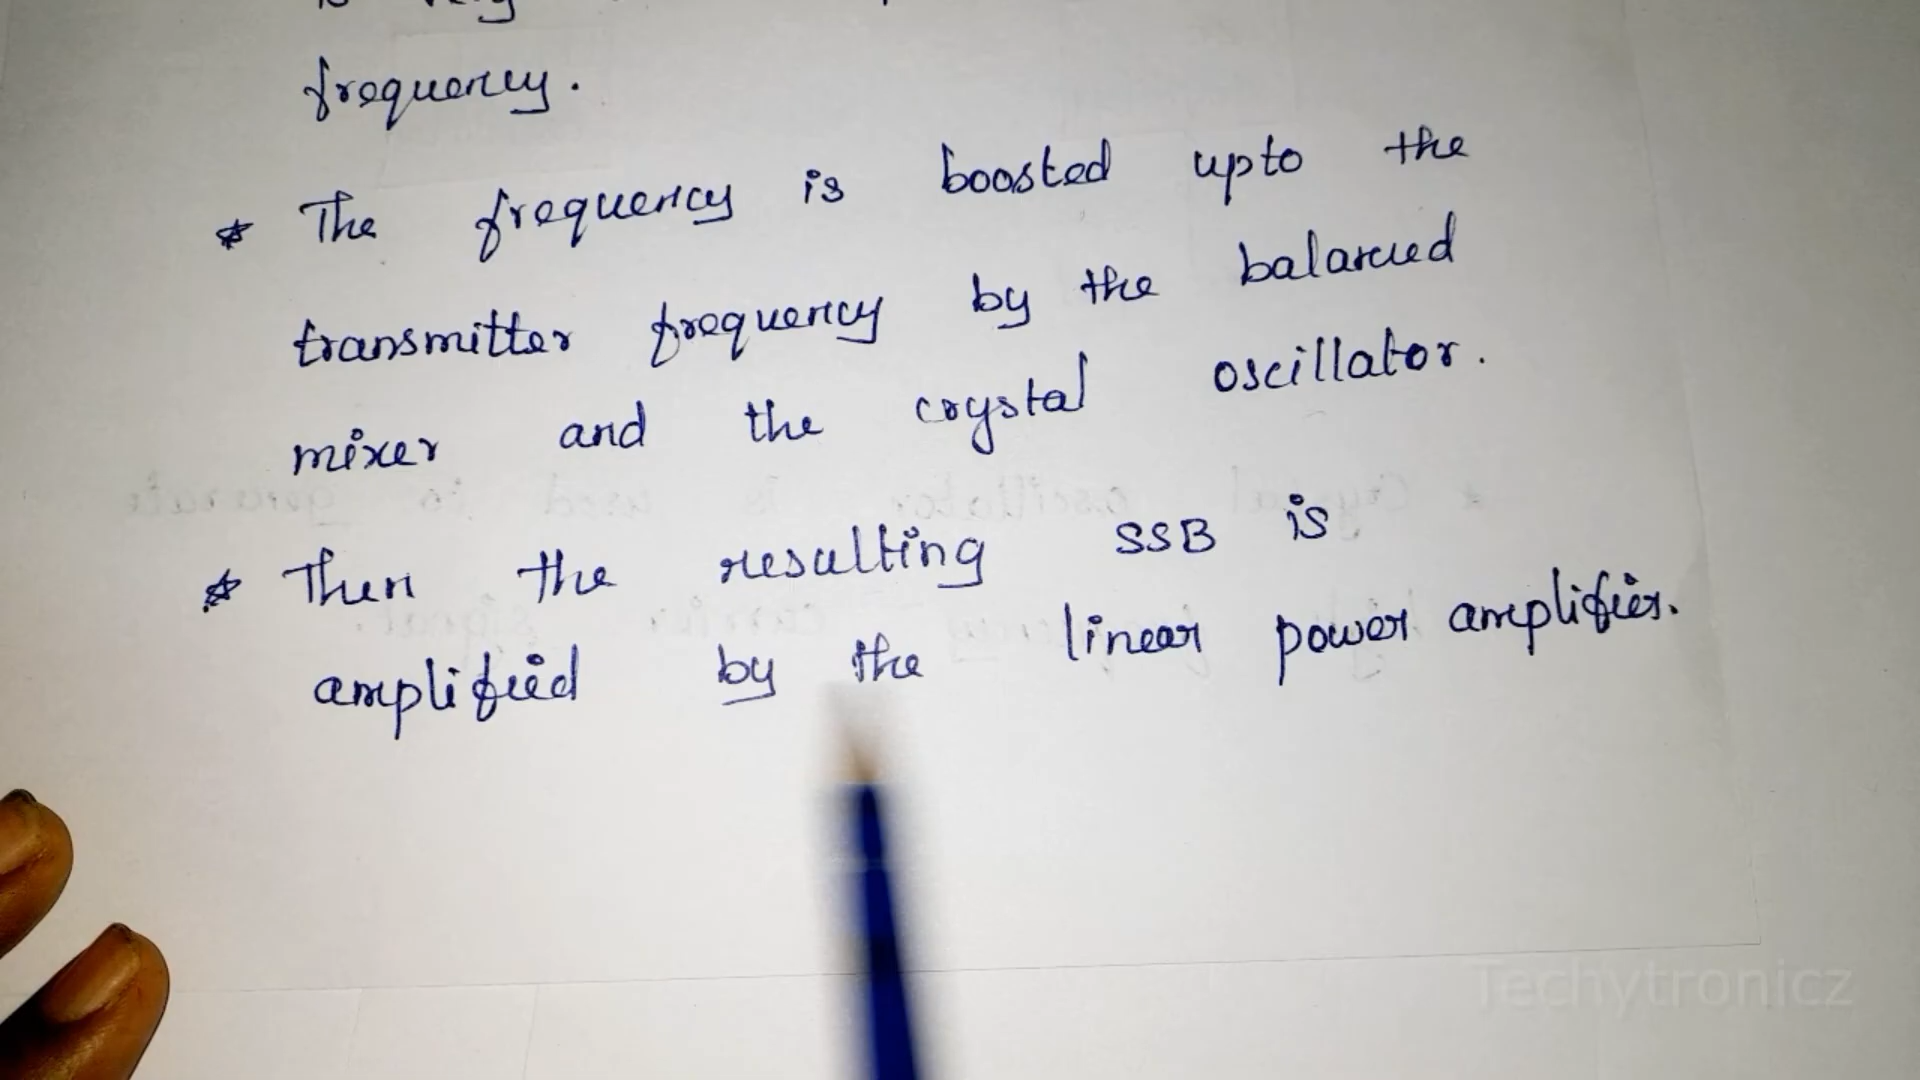 frequency.
* The frequency is boosted upto the
transmitter frequency by the balanced
mixer and the crystal oscillator.
* Then the resulting SSB is
amplified by the linear power amplifier.
Techytronicz